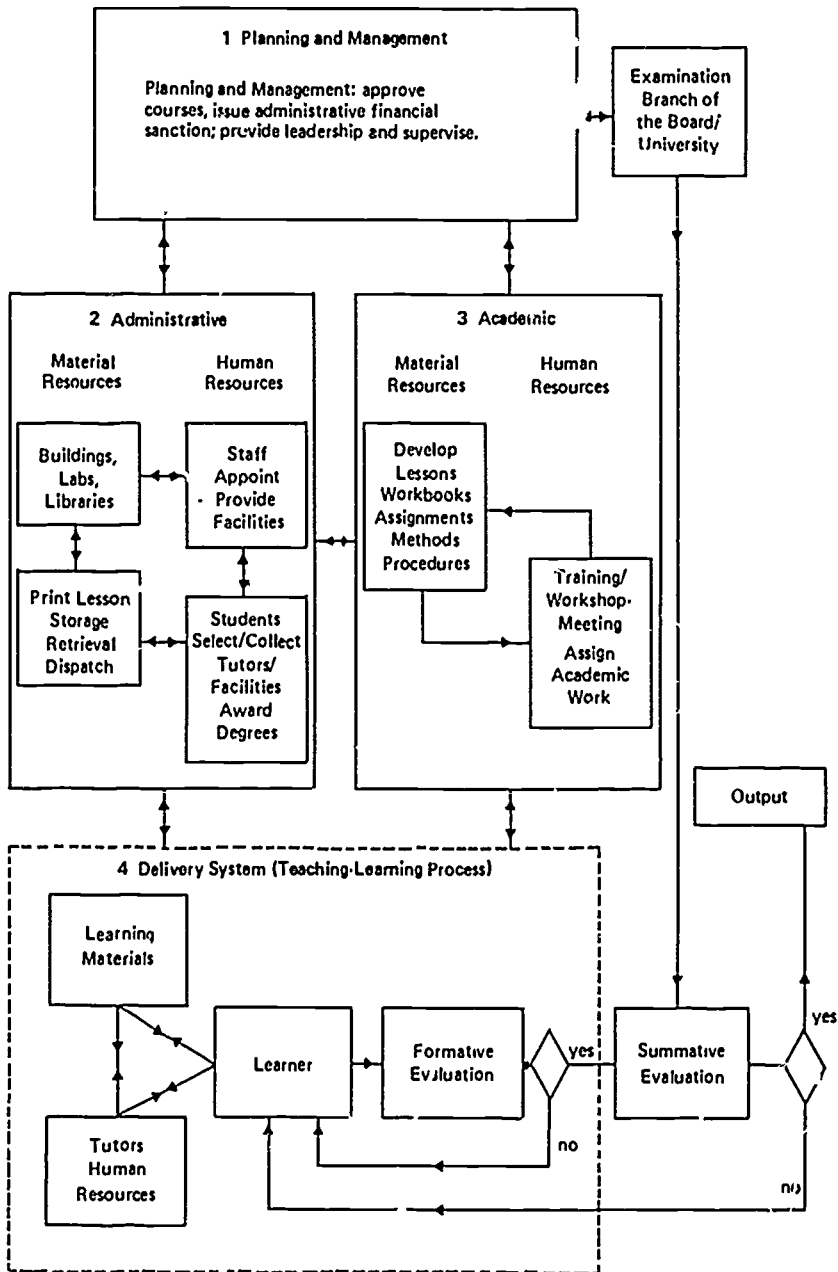 1 Planning and Management
Planning and Management: approve
courses, issue administrative financial
sanction; provide leadership and supervise.
Examination
Branch of
the Board/
University
2 Administrative
Material
Resources
Human
Resources
Buildings,
Labs,
Libraries
Staff
Appoint
Provide
Facilities
Print Lesson
Storage
Retrieval
Dispatch
Students
Select/Collect
Tutors/
Facilities
Award
Degrees
3 Academic
Material
Resources
Human
Resources
Develop
Lessons
Workbooks
Assignments
Methods
Procedures
Training/
Workshop-
Meeting
Assign
Academic
Work
Output
4 Delivery System (Teaching-Learning Process)
Learning
Materials
Tutors
Human
Resources
Learner
Formative
Evaluation
yes
no
Summative
Evaluation
yes
no